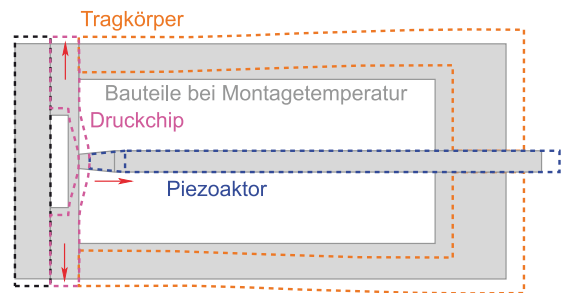 Tragkörper
Bauteile bei Montagetemperatur
Druckchip
Piezoaktor